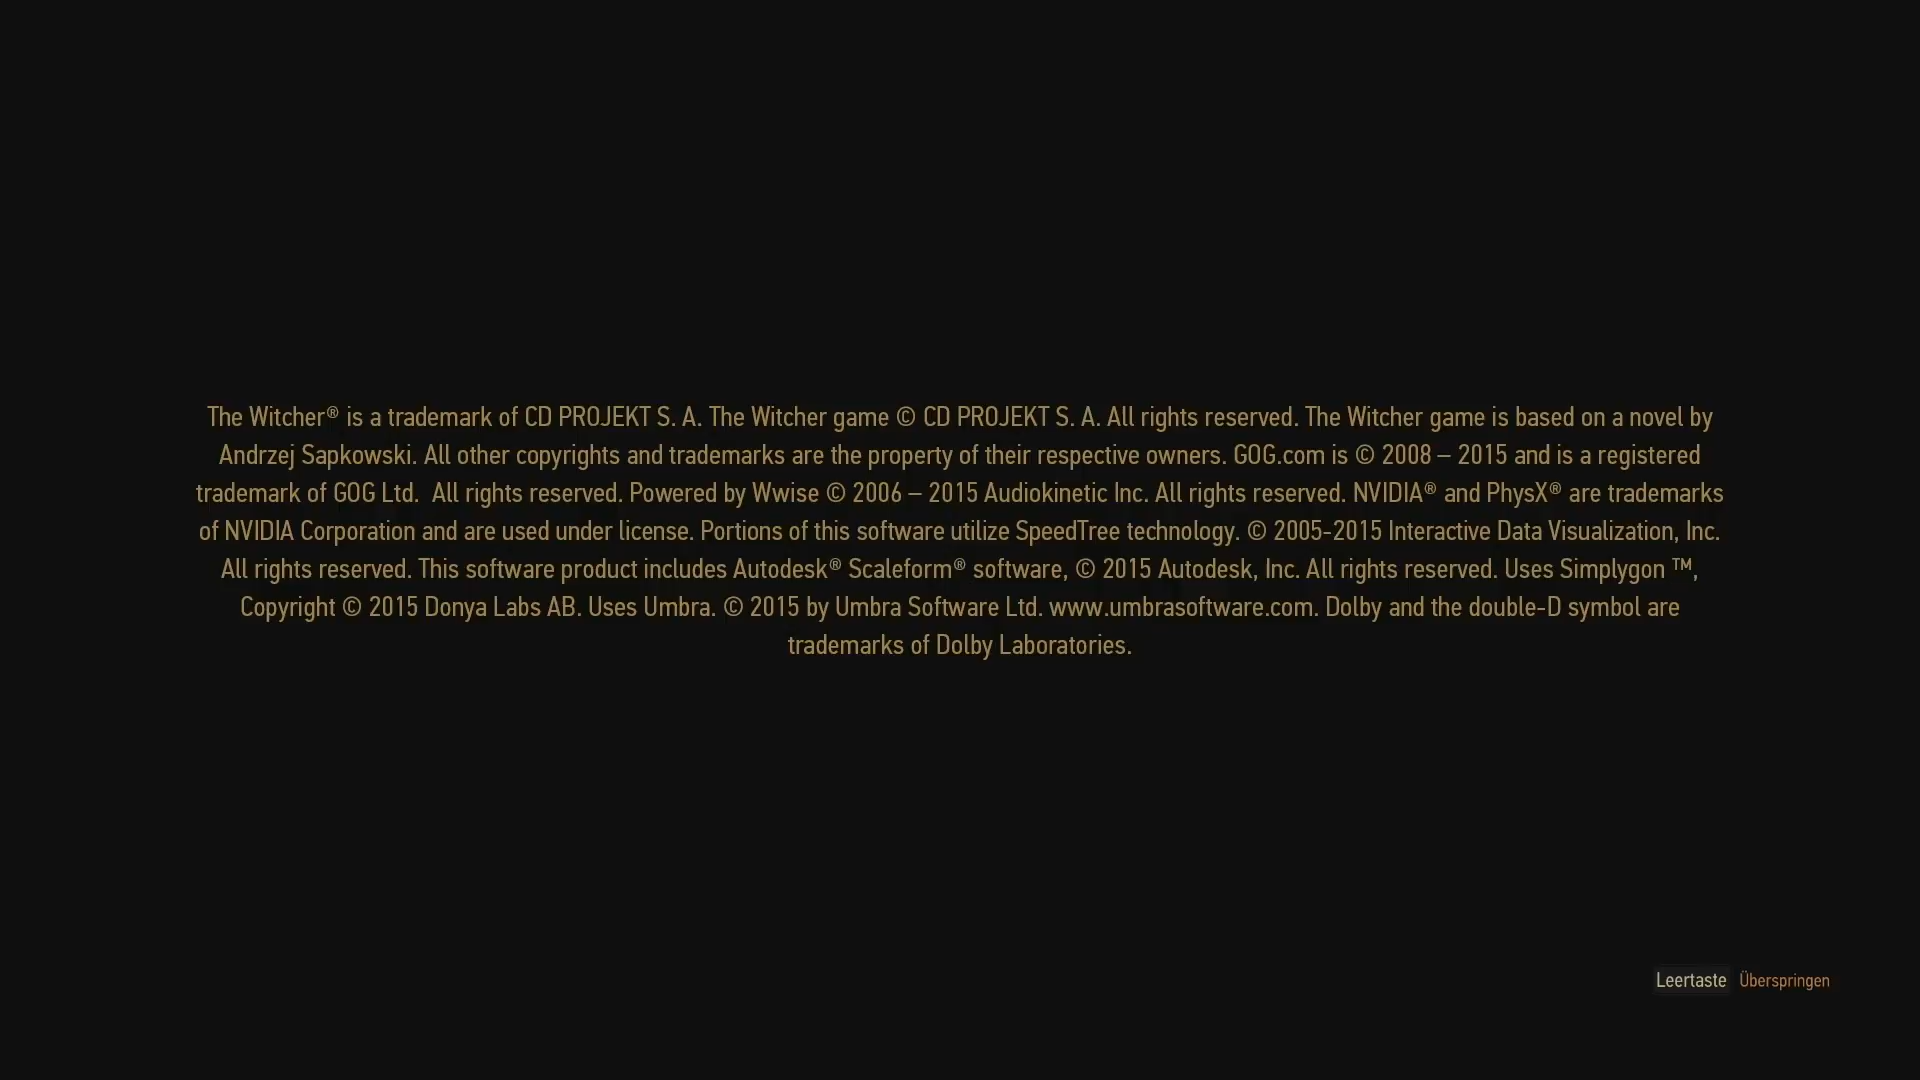 The Witcher® is a trademark of CD PROJEKT S. A. The Witcher game © CD PROJEKT S. A. All rights reserved. The Witcher game is based on a novel by
Andrzej Sapkowski. All other copyrights and trademarks are the property of their respective owners. GOG.com is © 2008 – 2015 and is a registered
trademark of GOG Ltd.  All rights reserved. Powered by Wwise © 2006 – 2015 Audiokinetic Inc. All rights reserved. NVIDIA® and PhysX® are trademarks
of NVIDIA Corporation and are used under license. Portions of this software utilize SpeedTree technology. © 2005-2015 Interactive Data Visualization, Inc.
All rights reserved. This software product includes Autodesk® Scaleform® software, © 2015 Autodesk, Inc. All rights reserved. Uses Simplygon ™,
Copyright © 2015 Donya Labs AB. Uses Umbra. © 2015 by Umbra Software Ltd. www.umbrasoftware.com. Dolby and the double-D symbol are
trademarks of Dolby Laboratories.
Leertaste Überspringen